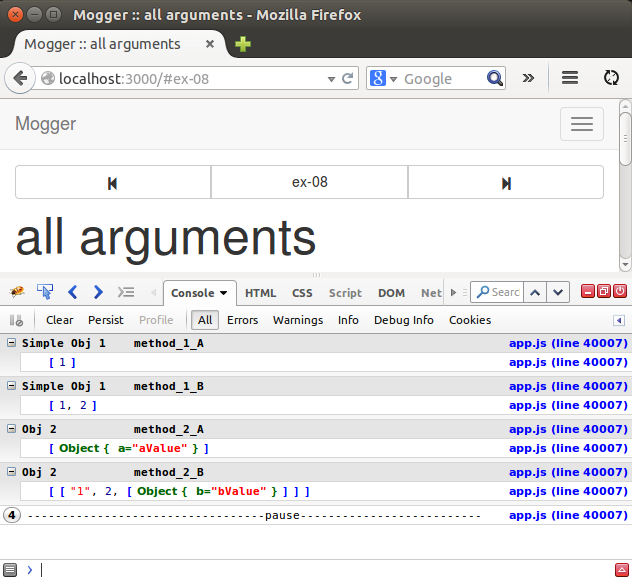 Mogger :: all arguments - Mozilla Firefox
Mogger :: all arguments
localhost:3000/#ex-08
Google
Mogger
ex-08
all arguments
Console HTML CSS Script DOM Net Searc
Clear Persist Profile All Errors Warnings Info Debug Info Cookies
Simple Obj 1 method_1_A app.js (line 40007)
[ 1 ] app.js (line 40007)
Simple Obj 1 method_1_B app.js (line 40007)
[ 1, 2 ] app.js (line 40007)
Obj 2 method_2_A app.js (line 40007)
[ Object { a="aValue" } ] app.js (line 40007)
Obj 2 method_2_B app.js (line 40007)
[ [ "1", 2, [ Object { b="bValue" } ] ] ] app.js (line 40007)
4 ----------------------------------pause-------------------------- app.js (line 40007)